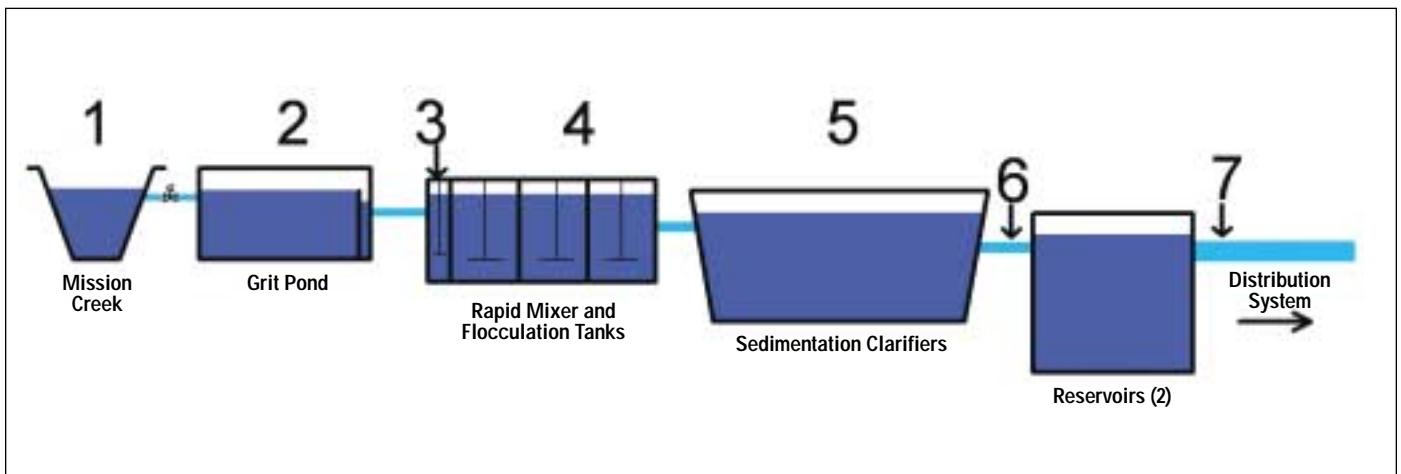 1
2
3
4
5
6
7
Mission
Creek
Grit Pond
Rapid Mixer and
Flocculation Tanks
Sedimentation Clarifiers
Reservoirs (2)
Distribution
System